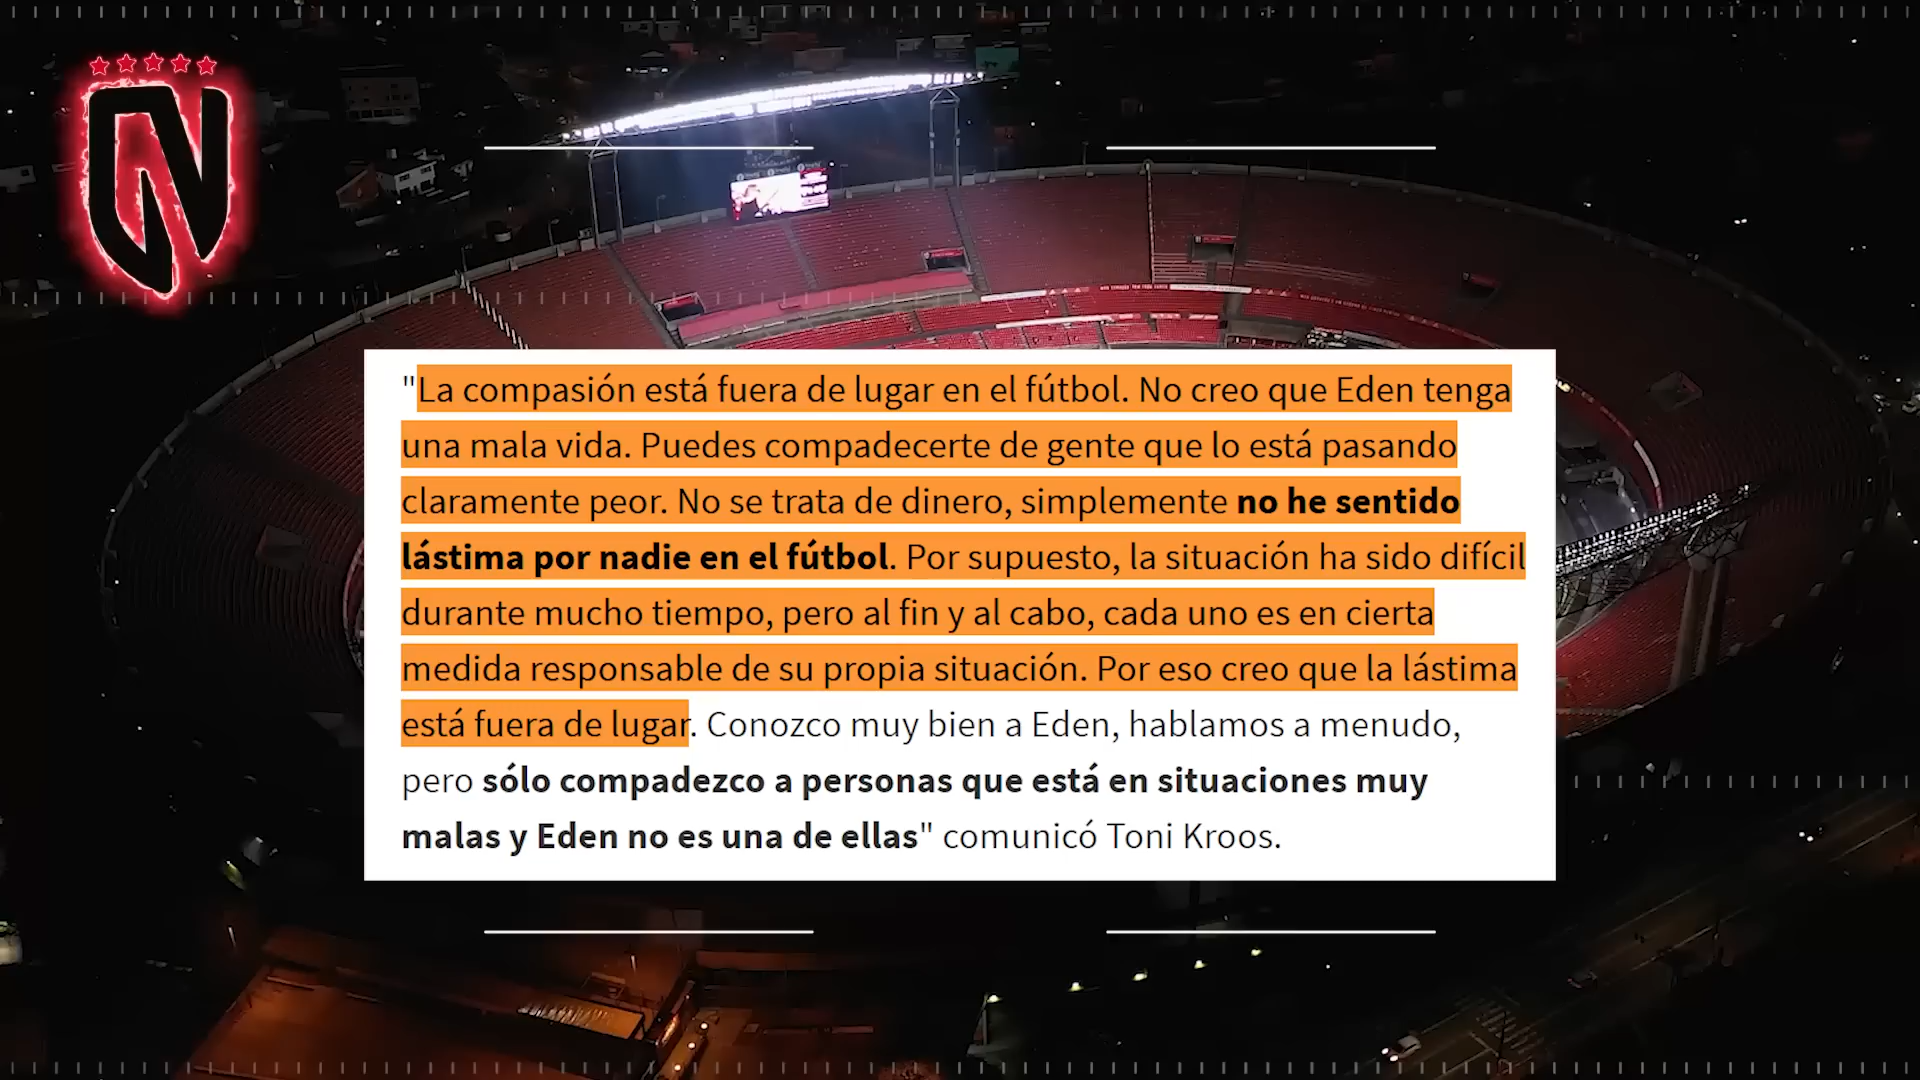 "La compasión está fuera de lugar en el fútbol. No creo que Eden tenga
una mala vida. Puedes compadecerte de gente que lo está pasando
claramente peor. No se trata de dinero, simplemente no he sentido
lástima por nadie en el fútbol. Por supuesto, la situación ha sido difícil
durante mucho tiempo, pero al fin y al cabo, cada uno es en cierta
medida responsable de su propia situación. Por eso creo que la lástima
está fuera de lugar. Conozco muy bien a Eden, hablamos a menudo,
pero sólo compadezco a personas que está en situaciones muy
malas y Eden no es una de ellas" comunicó Toni Kroos.